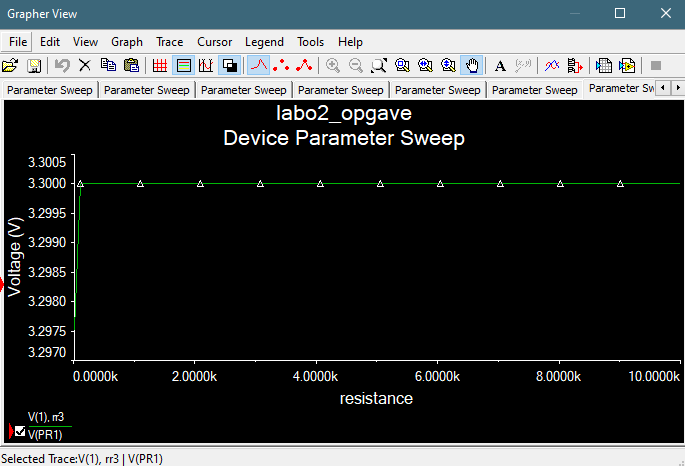 Grapher View
File Edit View Graph Trace Cursor Legend Tools Help
A
Parameter Sweep Parameter Sweep Parameter Sweep Parameter Sweep Parameter Sweep Parameter Sweep Parameter Sw
labo2_opgave
Device Parameter Sweep
3.3005
3.3000
3.2995
3.2990
3.2985
3.2980
3.2975
3.2970
Voltage (V)
0.0000k 2.0000k 4.0000k 6.0000k 8.0000k 10.0000k
resistance
V(1), rr3
V(PR1)
Selected Trace:V(1), rr3 | V(PR1)